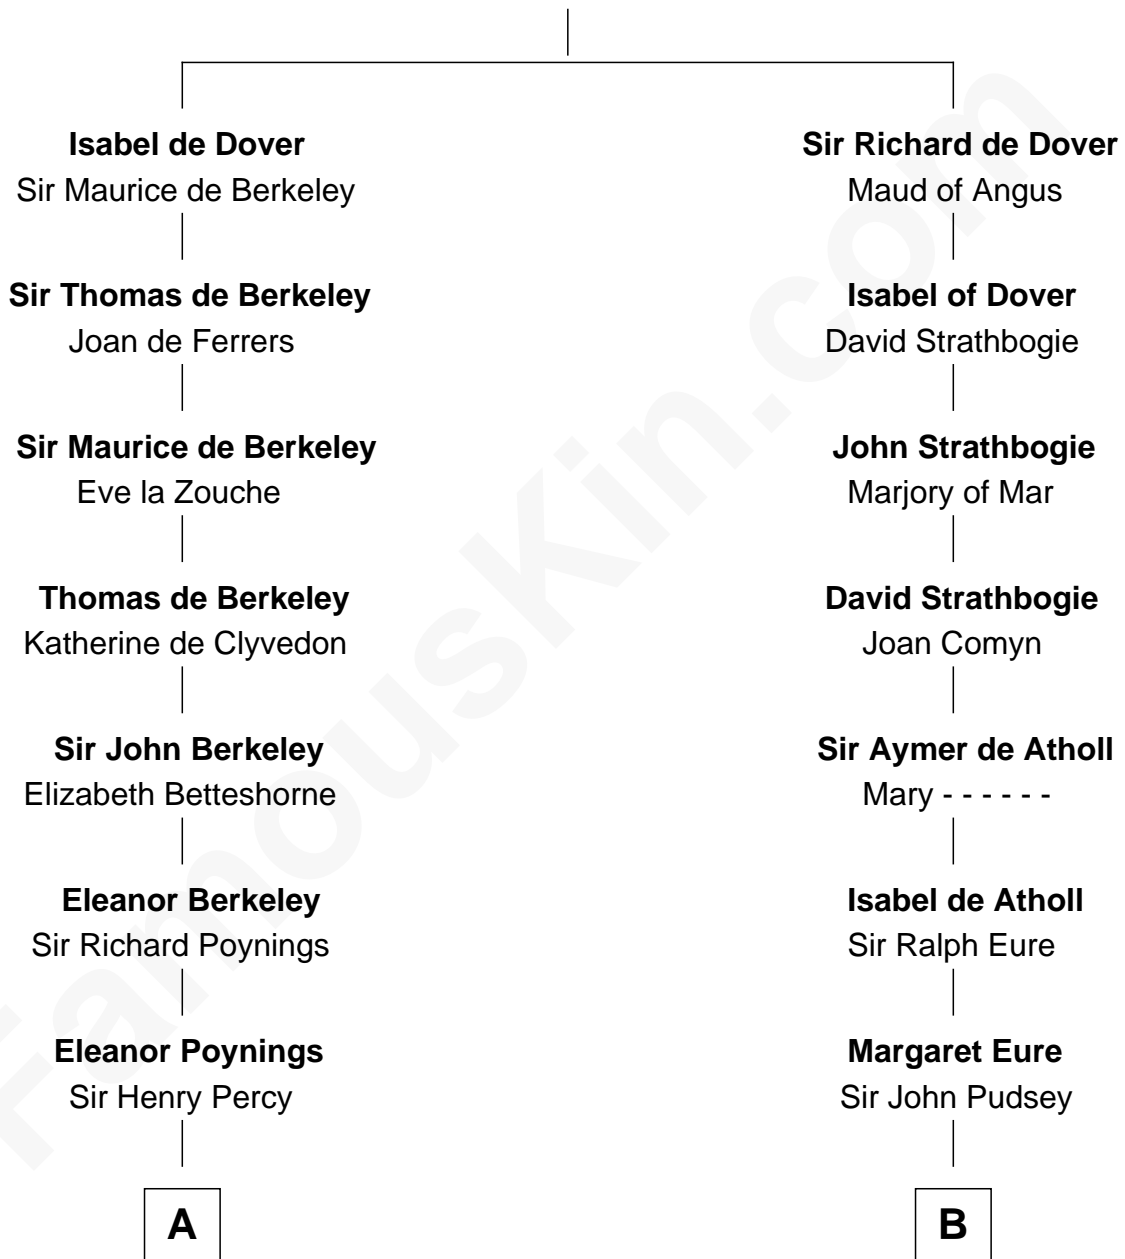 Isabel de Dover
Sir Maurice de Berkeley
Sir Richard de Dover
Maud of Angus
Sir Thomas de Berkeley
Joan de Ferrers
Isabel of Dover
David Strathbogie
Sir Maurice de Berkeley
Eve la Zouche
John Strathbogie
Marjory of Mar
Thomas de Berkeley
Katherine de Clyvedon
David Strathbogie
Joan Comyn
Sir John Berkeley
Elizabeth Betteshorne
Sir Aymer de Atholl
Mary - - - - - -
Eleanor Berkeley
Sir Richard Poynings
Isabel de Atholl
Sir Ralph Eure
Eleanor Poynings
Sir Henry Percy
Margaret Eure
Sir John Pudsey
A
B
FamousKin.com